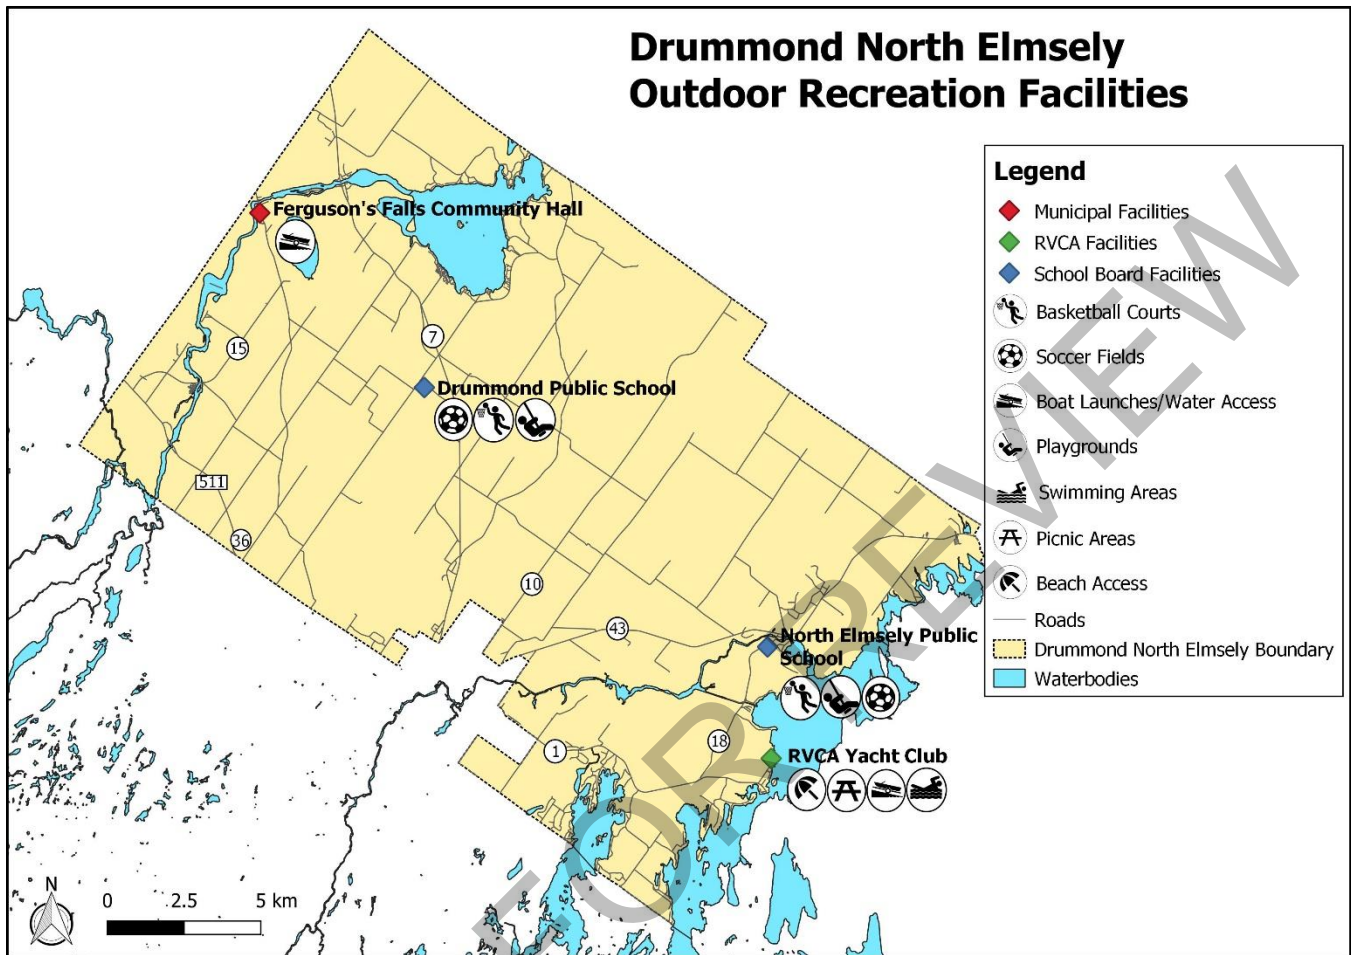 Drummond North Elmsely
Outdoor Recreation Facilities
Legend
Municipal Facilities
RVCA Facilities
School Board Facilities
Basketball Courts
Soccer Fields
Boat Launches/Water Access
Playgrounds
Swimming Areas
Picnic Areas
Beach Access
Roads
Drummond North Elmsely Boundary
Waterbodies
Ferguson's Falls Community Hall
7
15
Drummond Public School
511
36
10
43
North Elmsely Public
School
18
1
RVCA Yacht Club
N
0 2.5 5 km
FOR REVIEW